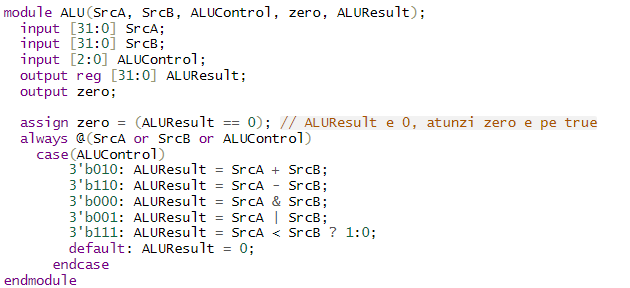 module ALU(SrcA, SrcB, ALUControl, zero, ALUResult);
  input [31:0] SrcA;
  input [31:0] SrcB;
  input [2:0] ALUControl;
  output reg [31:0] ALUResult;
  output zero;
  assign zero = (ALUResult == 0); // ALUResult e 0, atunzi zero e pe true
  always @(SrcA or SrcB or ALUControl)
    case(ALUControl)
        3'b010: ALUResult = SrcA + SrcB;
        3'b110: ALUResult = SrcA - SrcB;
        3'b000: ALUResult = SrcA & SrcB;
        3'b001: ALUResult = SrcA | SrcB;
        3'b111: ALUResult = SrcA < SrcB ? 1:0;
        default: ALUResult = 0;
      endcase
endmodule